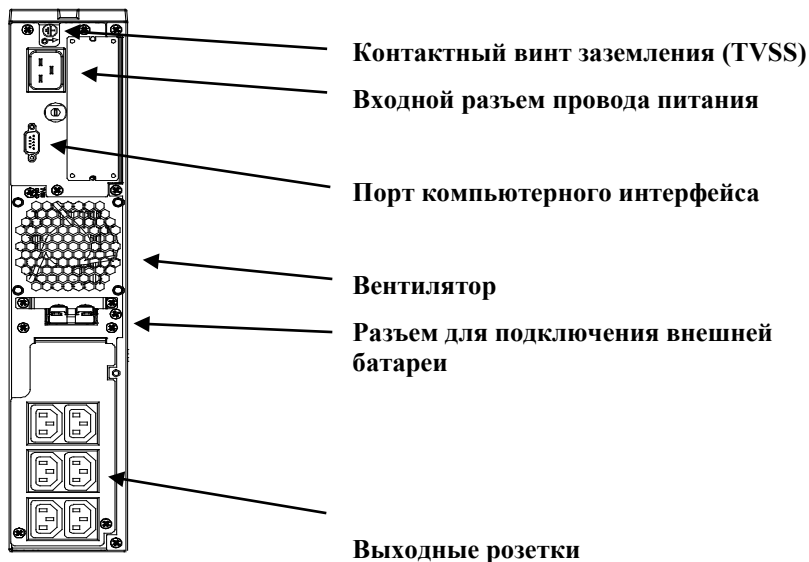 Контактный винт заземления (TVSS)
Входной разъем провода питания
Порт компьютерного интерфейса
Вентилятор
Разъем для подключения внешней
батареи
Выходные розетки